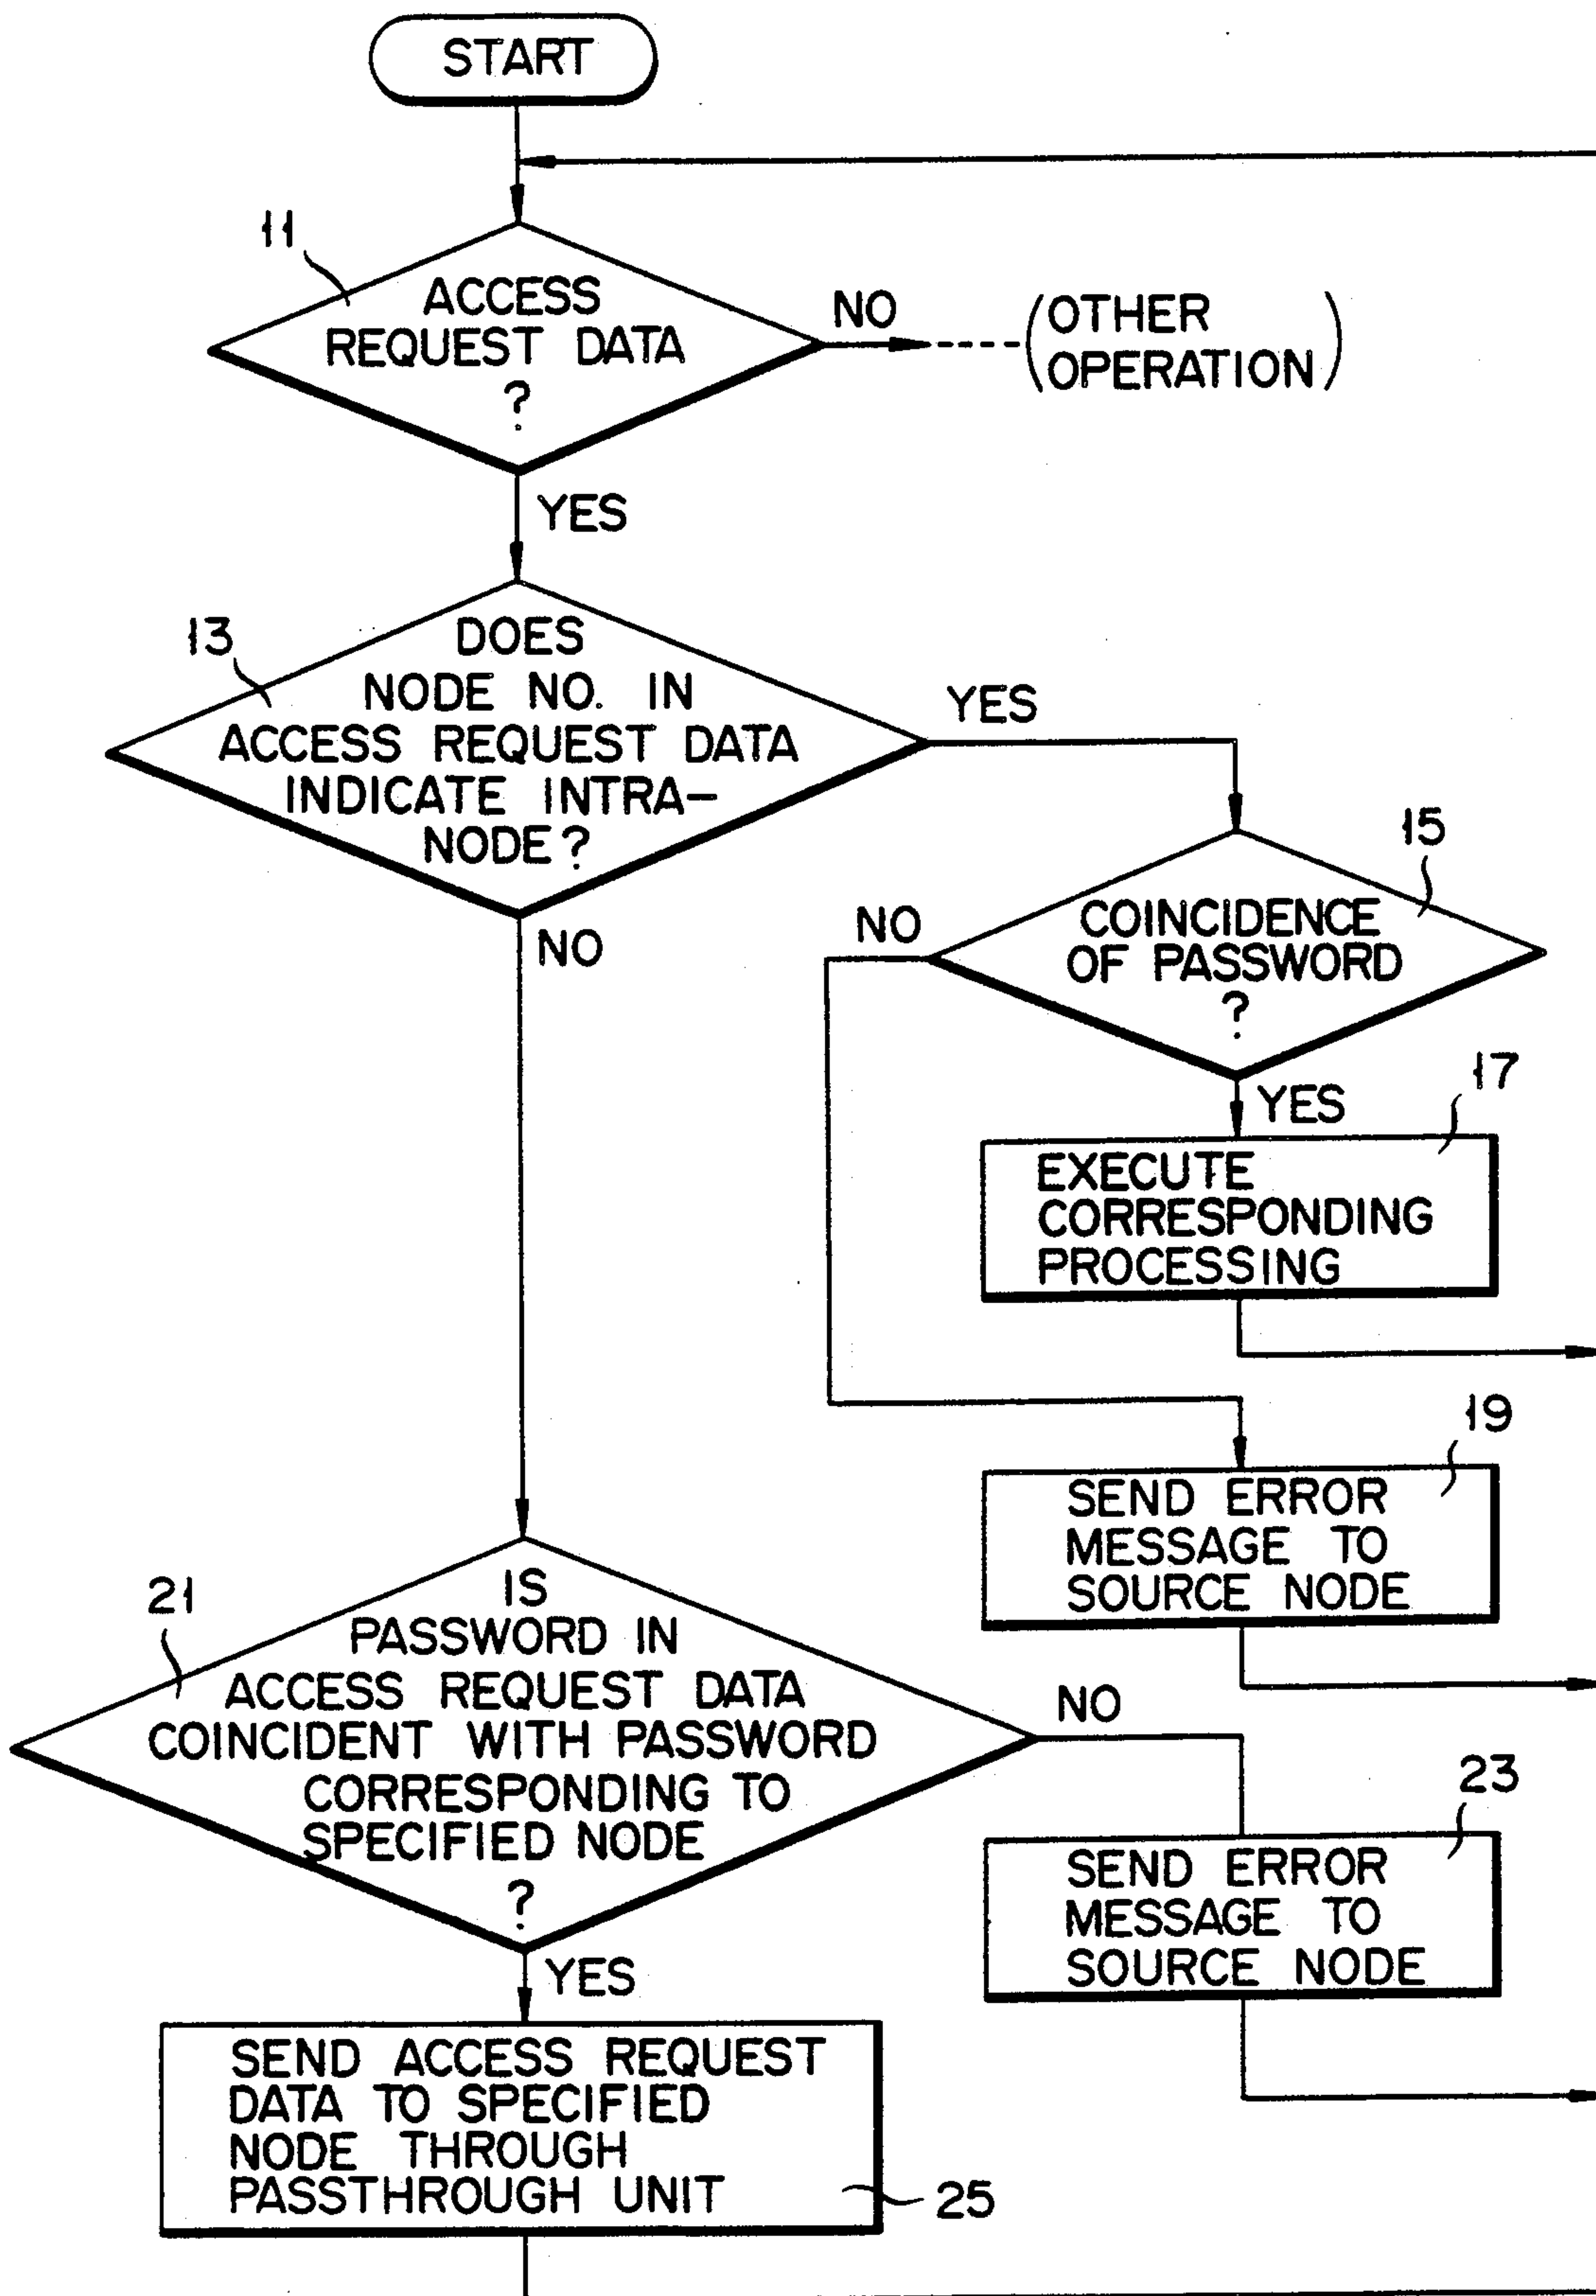 START
11
ACCESS
REQUEST DATA
?
NO
(OTHER
OPERATION)
YES
13
DOES
NODE NO. IN
ACCESS REQUEST DATA
INDICATE INTRA-
NODE?
YES
NO
15
COINCIDENCE
OF PASSWORD
?
NO
YES
17
EXECUTE
CORRESPONDING
PROCESSING
19
SEND ERROR
MESSAGE TO
SOURCE NODE
21
IS
PASSWORD IN
ACCESS REQUEST DATA
COINCIDENT WITH PASSWORD
CORRESPONDING TO
SPECIFIED NODE
?
NO
23
SEND ERROR
MESSAGE TO
SOURCE NODE
YES
SEND ACCESS REQUEST
DATA TO SPECIFIED
NODE THROUGH
PASSTHROUGH UNIT
25